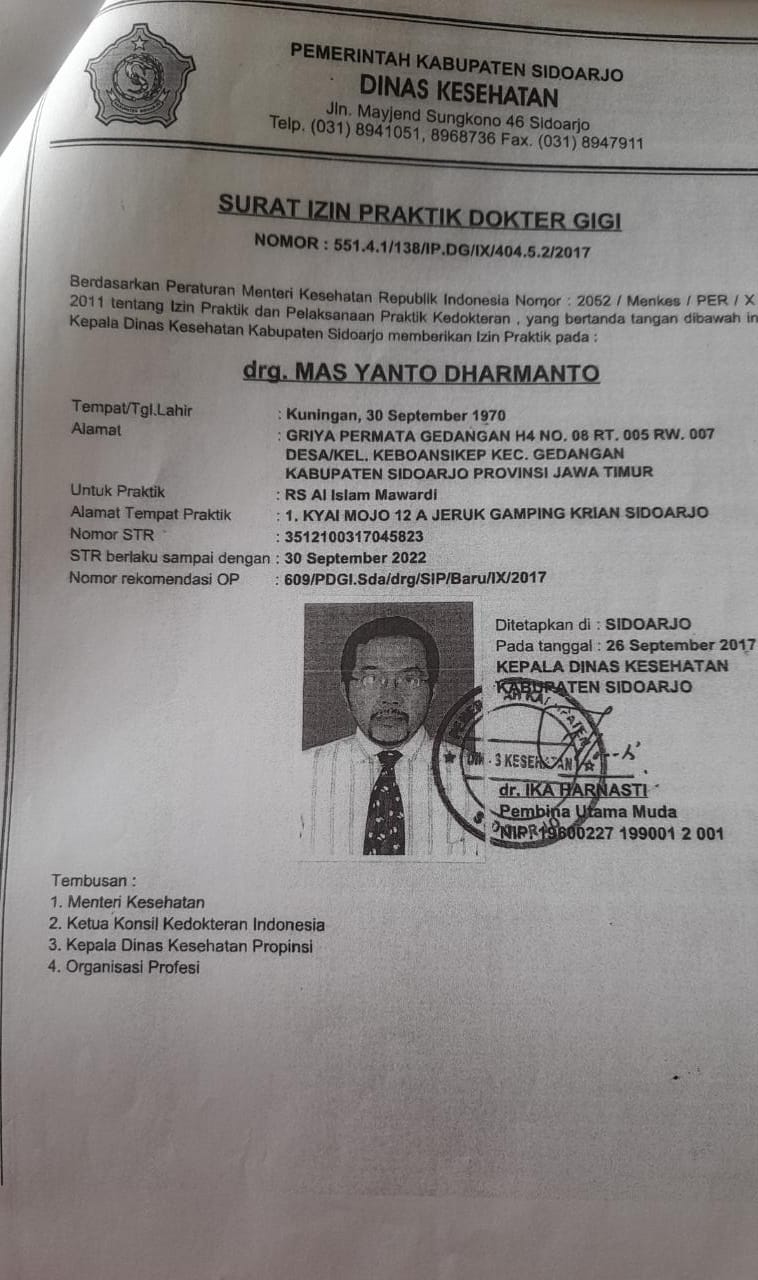 PEMERINTAH KABUPATEN SIDOARJO
DINAS KESEHATAN
Jln. Mayjend Sungkono 46 Sidoarjo
Telp. (031) 8941051, 8968736 Fax. (031) 8947911
SURAT IZIN PRAKTIK DOKTER GIGI
NOMOR : 551.4.1/138/IP.DG/IX/404.5.2/2017
Berdasarkan Peraturan Menteri Kesehatan Republik Indonesia Nomor : 2052 / Menkes / PER / X
2011 tentang Izin Praktik dan Pelaksanaan Praktik Kedokteran , yang bertanda tangan dibawah in
Kepala Dinas Kesehatan Kabupaten Sidoarjo memberikan Izin Praktik pada :
drg. MAS YANTO DHARMANTO
Tempat/Tgl.Lahir : Kuningan, 30 September 1970
Alamat : GRIYA PERMATA GEDANGAN H4 NO. 08 RT. 005 RW. 007
DESA/KEL. KEBOANSIKEP KEC. GEDANGAN
KABUPATEN SIDOARJO PROVINSI JAWA TIMUR
Untuk Praktik : RS Al Islam Mawardi
Alamat Tempat Praktik : 1. KYAI MOJO 12 A JERUK GAMPING KRIAN SIDOARJO
Nomor STR : 3512100317045823
STR berlaku sampai dengan : 30 September 2022
Nomor rekomendasi OP : 609/PDGI.Sda/drg/SIP/Baru/IX/2017
Ditetapkan di : SIDOARJO
Pada tanggal : 26 September 2017
KEPALA DINAS KESEHATAN
KABUPATEN SIDOARJO
dr. IKA HARNASTI
Pembina Utama Muda
NIP. 19600227 199001 2 001
Tembusan :
1. Menteri Kesehatan
2. Ketua Konsil Kedokteran Indonesia
3. Kepala Dinas Kesehatan Propinsi
4. Organisasi Profesi